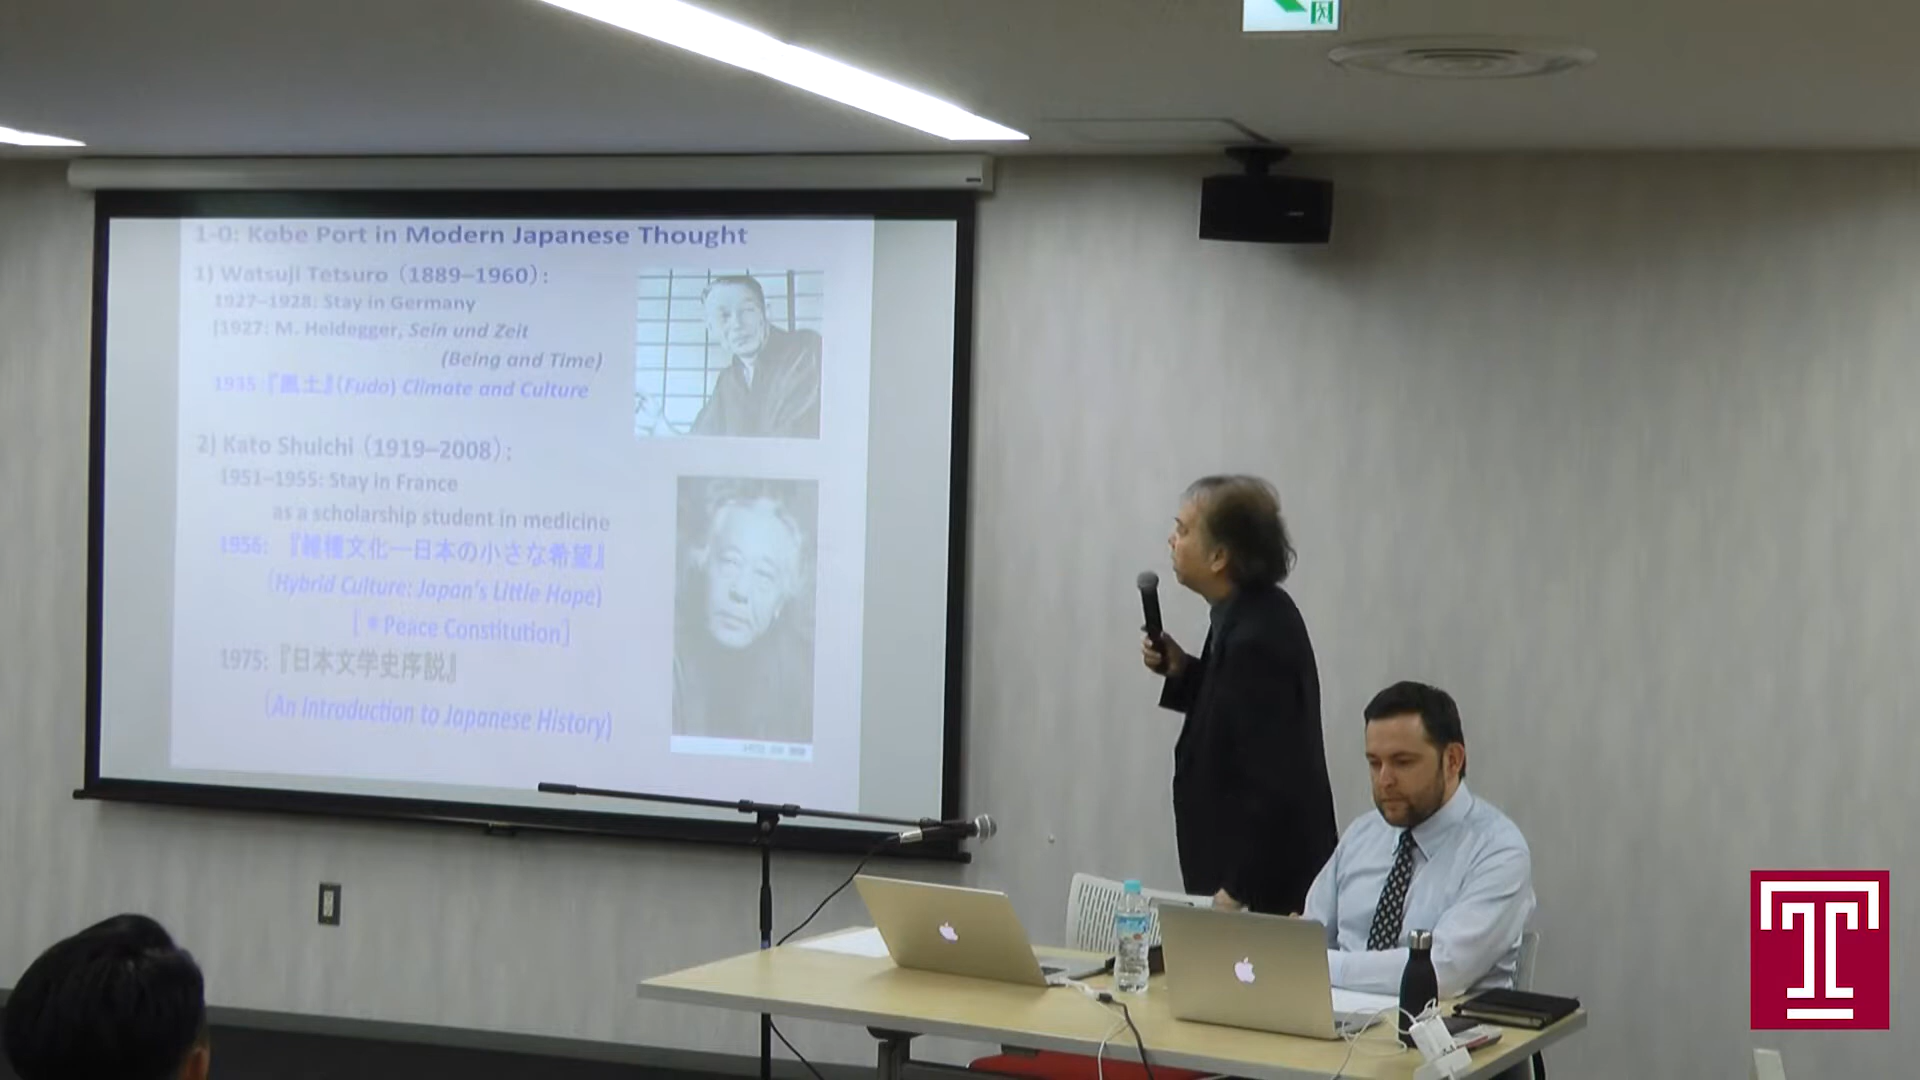 1-0: Kobe Port in Modern Japanese Thought
1) Watsuji Tetsuro (1889–1960):
1927–1928: Stay in Germany
[1927: M. Heidegger, Sein und Zeit
(Being and Time)
1935:『風土』(Fudo) Climate and Culture
2) Kato Shuichi (1919–2008):
1951–1955: Stay in France
as a scholarship student in medicine
1956: 『雑種文化―日本の小さな希望』
(Hybrid Culture: Japan's Little Hope)
[*Peace Constitution]
1975:『日本文学史序説』
(An Introduction to Japanese History)
T